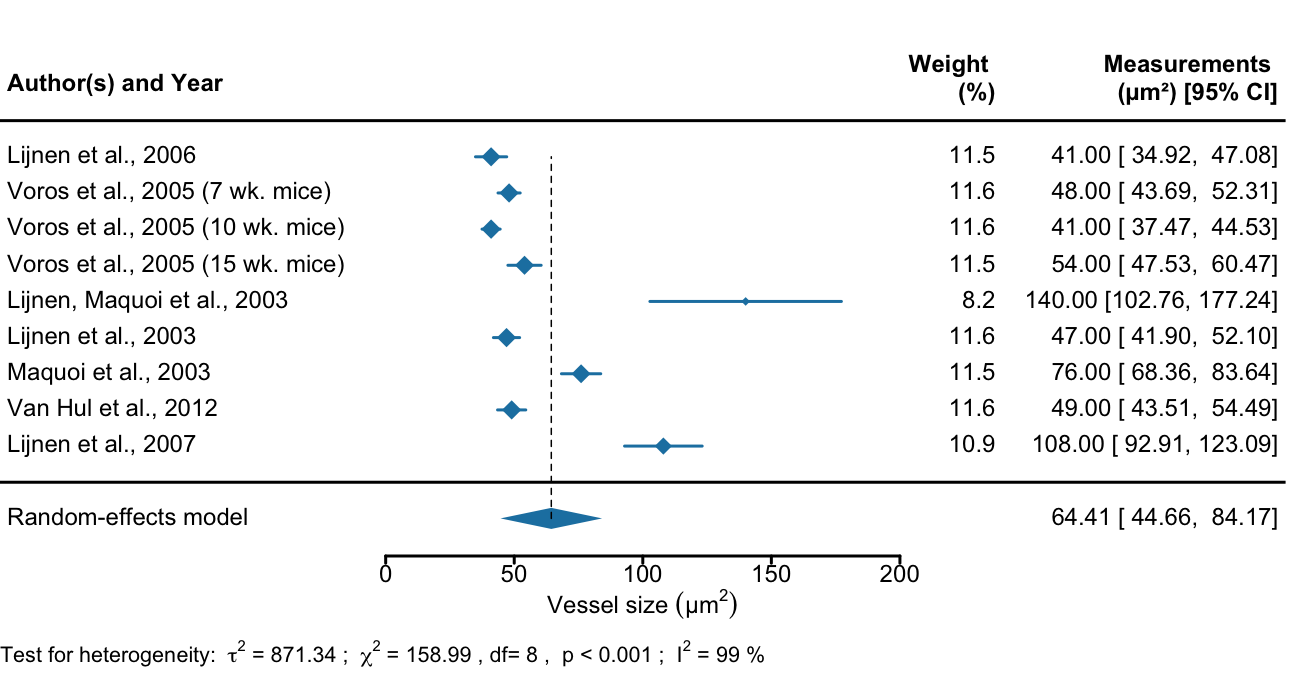 Author(s) and Year Weight (%) Measurements (µm²) [95% CI]
Lijnen et al., 2006 11.5 41.00 [ 34.92, 47.08]
Voros et al., 2005 (7 wk. mice) 11.6 48.00 [ 43.69, 52.31]
Voros et al., 2005 (10 wk. mice) 11.6 41.00 [ 37.47, 44.53]
Voros et al., 2005 (15 wk. mice) 11.5 54.00 [ 47.53, 60.47]
Lijnen, Maquoi et al., 2003 8.2 140.00 [102.76, 177.24]
Lijnen et al., 2003 11.6 47.00 [ 41.90, 52.10]
Maquoi et al., 2003 11.5 76.00 [ 68.36, 83.64]
Van Hul et al., 2012 11.6 49.00 [ 43.51, 54.49]
Lijnen et al., 2007 10.9 108.00 [ 92.91, 123.09]
Random-effects model 64.41 [ 44.66, 84.17]
0 50 100 150 200
Vessel size (µm²)
Test for heterogeneity: τ² = 871.34 ; χ² = 158.99 , df= 8 , p < 0.001 ; I² = 99 %